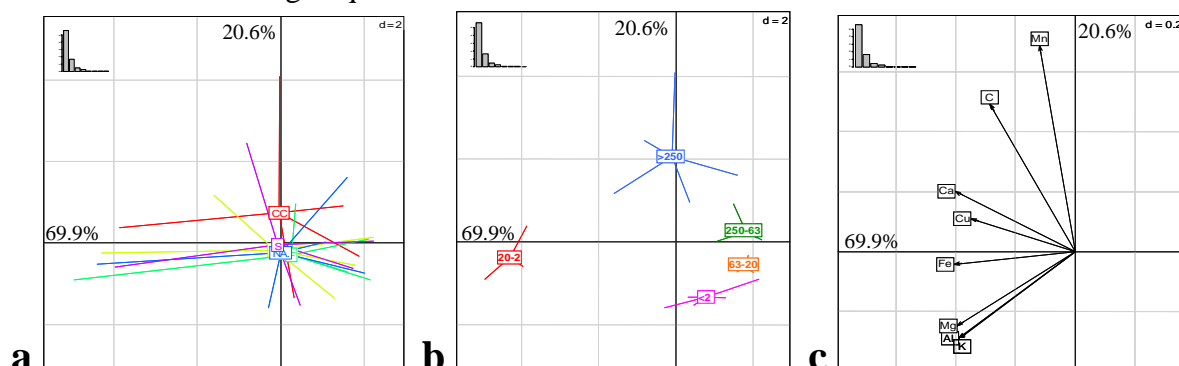 20.6%
d = 2
CC
S
NA
69.9%
a
20.6%
d = 2
>250
250-63
69.9%
20-2
63-20
<2
b
20.6%
d = 0.2
Mn
C
Ca
Cu
69.9%
Fe
Mg
Al
K
c